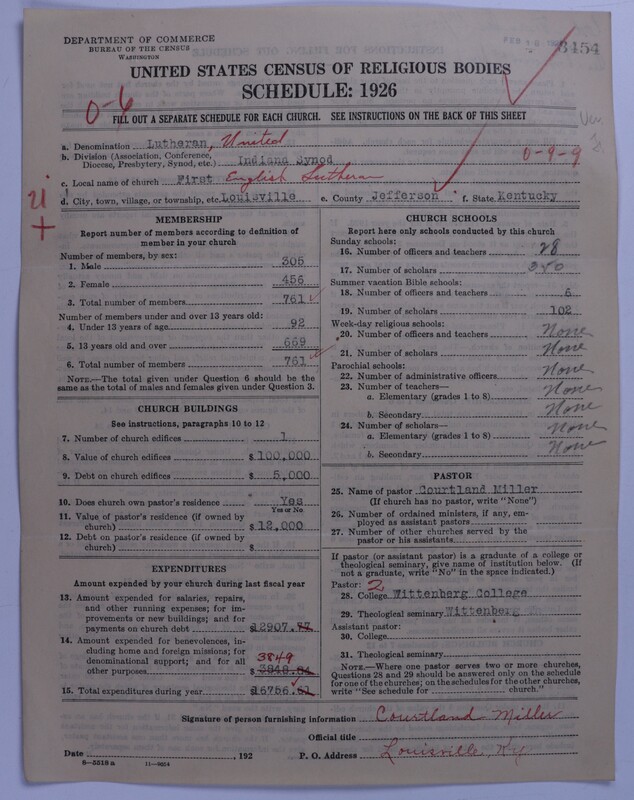 DEPARTMENT OF COMMERCE
BUREAU OF THE CENSUS
WASHINGTON
3454
UNITED STATES CENSUS OF RELIGIOUS BODIES
SCHEDULE: 1926
0-6
FILL OUT A SEPARATE SCHEDULE FOR EACH CHURCH. SEE INSTRUCTIONS ON THE BACK OF THIS SHEET
a. Denomination Lutheran, United
b. Division (Association, Conference, Diocese, Presbytery, Synod, etc.) Indiana Synod
0-9-9
c. Local name of church First English Lutheran
d. City, town, village, or township, etc. Louisville e. County Jefferson f. State Kentucky
MEMBERSHIP
Report number of members according to definition of
member in your church
Number of members, by sex:
1. Male 305
2. Female 456
3. Total number of members 761
Number of members under and over 13 years old:
4. Under 13 years of age 92
5. 13 years old and over 669
6. Total number of members 761
NOTE.—The total given under Question 6 should be
same as the total of males and females given under Question 3.
CHURCH BUILDINGS
See instructions, paragraphs 10 to 12
7. Number of church edifices 1
8. Value of church edifices $100,000
9. Debt on church edifices $ 5,000
10. Does church own pastor's residence Yes
Yes or No
11. Value of pastor's residence (if owned by
church) $12,000
12. Debt on pastor's residence (if owned by
church) $
EXPENDITURES
Amount expended by your church during last fiscal year
13. Amount expended for salaries, repairs,
and other running expenses; for im-
provements or new buildings; and for
payments on church debt $12907.
14. Amount expended for benevolences, in-
cluding home and foreign missions; for
denominational support; and for all
other purposes 3849
$3848.84
15. Total expenditures during year $16756.
CHURCH SCHOOLS
Report here only schools conducted by this church
Sunday schools:
16. Number of officers and teachers 28
17. Number of scholars 350
Summer vacation Bible schools:
18. Number of officers and teachers 6
19. Number of scholars 102
Week-day religious schools:
20. Number of officers and teachers None
21. Number of scholars None
Parochial schools:
22. Number of administrative officers None
23. Number of teachers—
a. Elementary (grades 1 to 8) None
b. Secondary None
24. Number of scholars—
a. Elementary (grades 1 to 8) None
b. Secondary None
PASTOR
25. Name of pastor Courtland Miller
(If church has no pastor, write "None")
26. Number of ordained ministers, if any, em-
ployed as assistant pastors
27. Number of other churches served by the
pastor or his assistants
If pastor (or assistant pastor) is a graduate of a college or
theological seminary, give name of institution below. (If
not a graduate, write "No" in the space indicated.)
Pastor: 2
28. College Wittenberg College
29. Theological seminary Wittenberg
Assistant pastor:
30. College
31. Theological seminary
NOTE.—Where one pastor serves two or more churches,
Questions 28 and 29 should be answered only on the schedule
for one of the churches; on the schedules for the other churches,
write "See schedule for church."
Signature of person furnishing information Courtland Miller
Official title
Date , 192 P. O. Address Louisville, Ky
8—5518a 11—9054